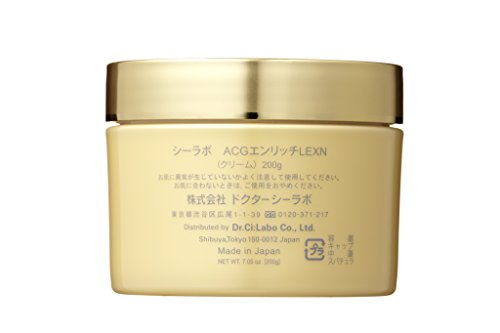 シーラボ ACGエンリッチLEXN
(クリーム) 200g
お肌に異常が生じていないかよく注意して使用してください。
お肌に合わないときは、ご使用をおやめください。
株式会社 ドクターシーラボ
東京都渋谷区広尾1-1-39 0120-371-217
Distributed by Dr.Ci:Labo Co., Ltd.
Shibuya,Tokyo 150-0012 Japan
Made in Japan
NET WT. 7.05 oz. (200g)
プラ
容器
キャップ
中蓋
スパチュラ